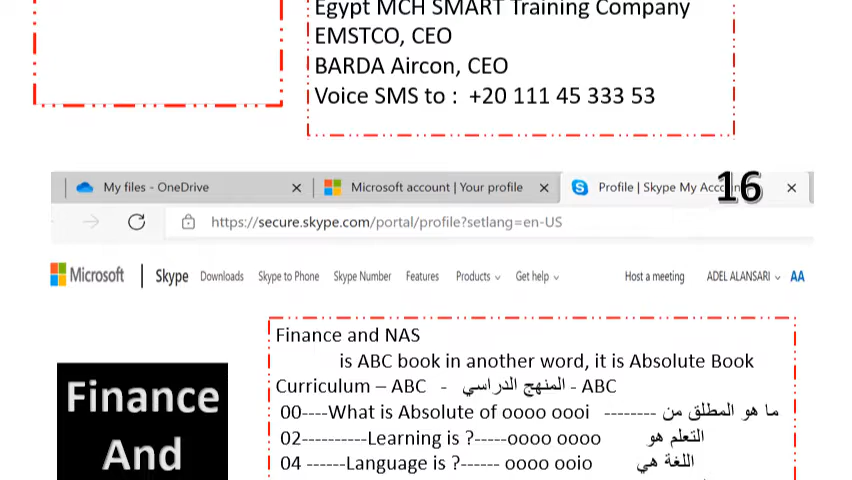 Egypt MCH SMART Training Company
EMSTCO, CEO
BARDA Aircon, CEO
Voice SMS to : +20 111 45 333 53
My files - OneDrive
Microsoft account | Your profile
Profile | Skype My Acc
16
https://secure.skype.com/portal/profile?setlang=en-US
Microsoft | Skype Downloads Skype to Phone Skype Number Features Products Get help Host a meeting ADEL ALANSARI AA
Finance and NAS
is ABC book in another word, it is Absolute Book
Curriculum – ABC - المنهج الدراسي - ABC
00----What is Absolute of oooo oooi -------- ما هو المطلق من
02----------Learning is ?-----oooo oooo التعلم هو
04 ------Language is ?------ oooo ooio اللغة هي
Finance
And